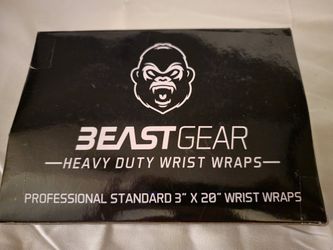 BEASTGEAR
HEAVY DUTY WRIST WRAPS
PROFESSIONAL STANDARD 3" X 20" WRIST WRAPS